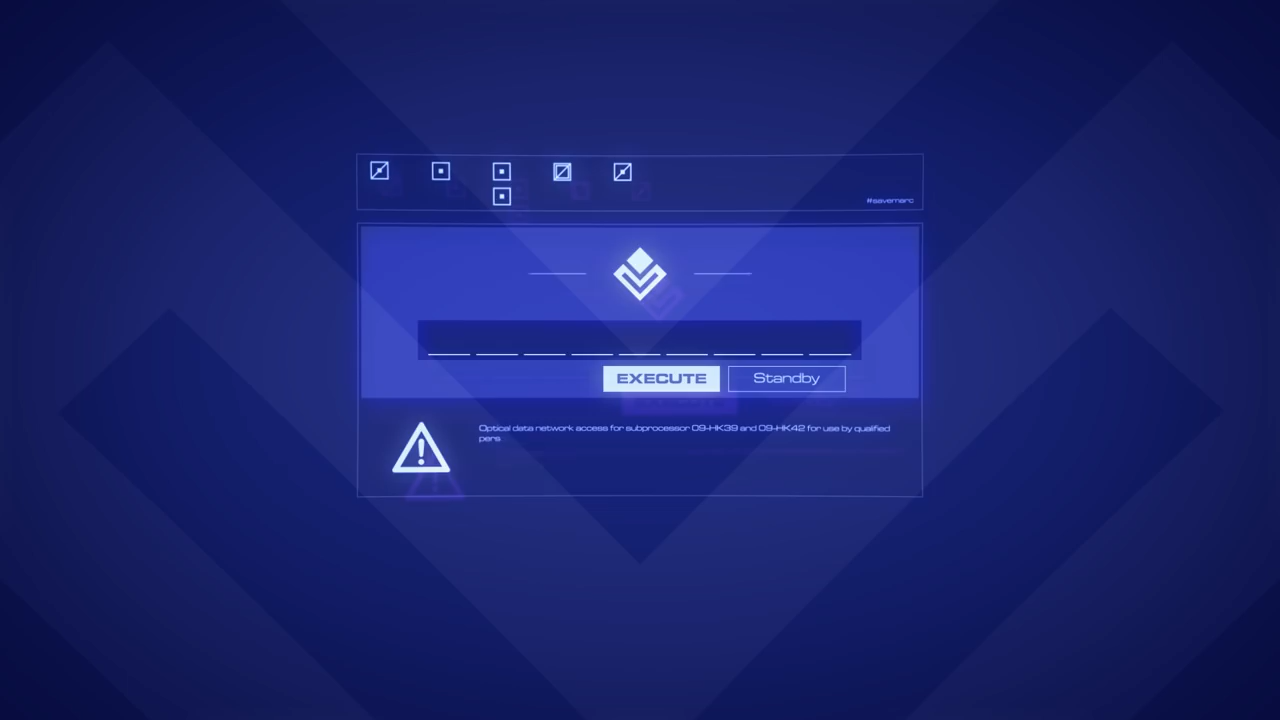 #savemarc
EXECUTE
Standby
Optical data network access for subprocessor 09-HK39 and 09-HK42 for use by qualified
pers